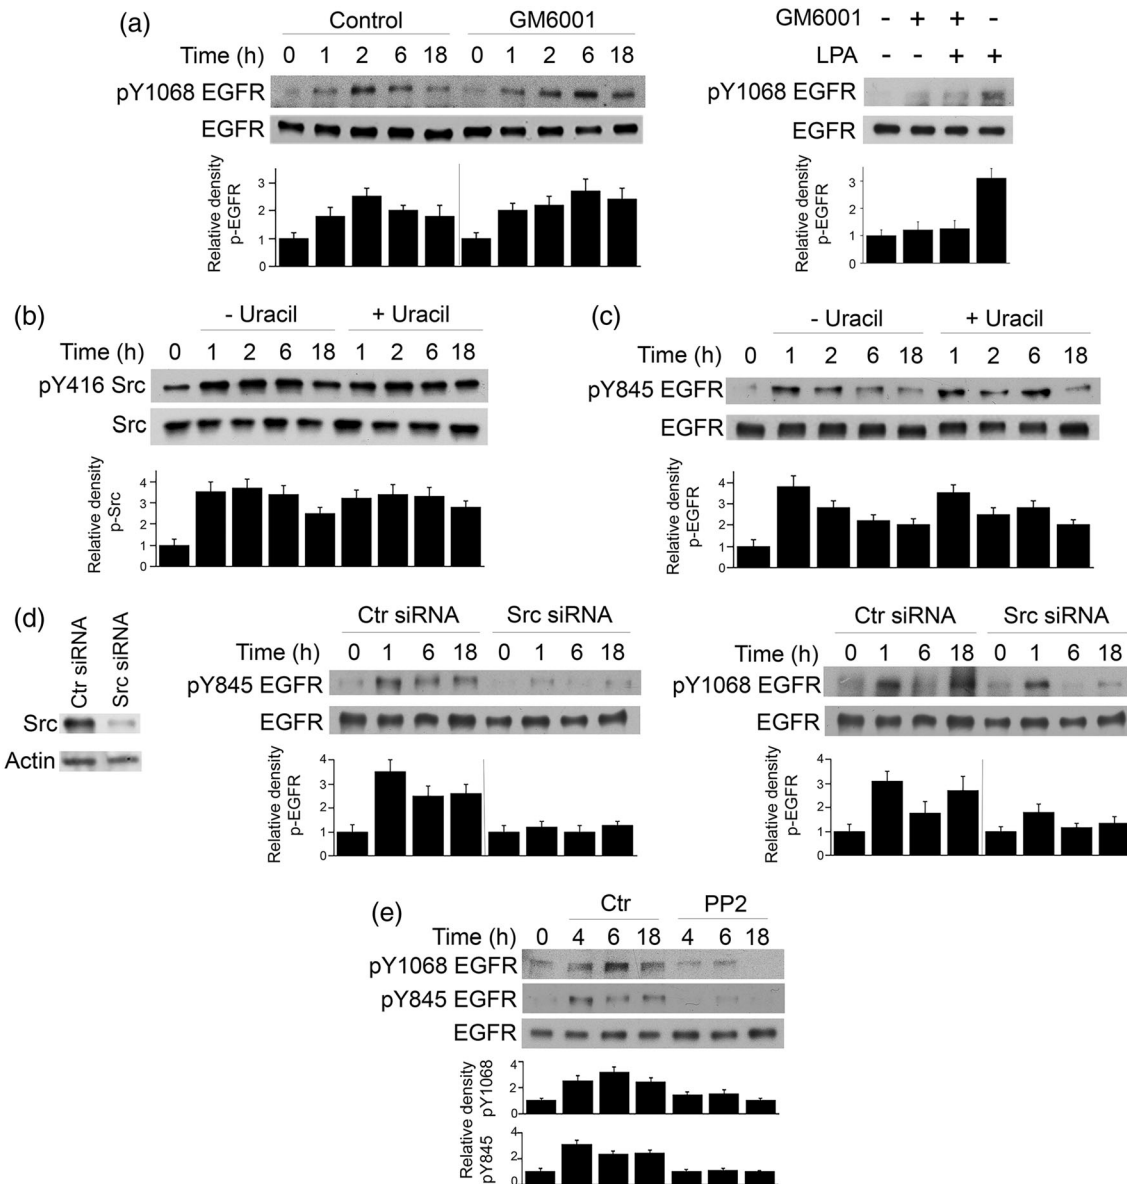 (a)
Control GM6001
Time (h) 0 1 2 6 18 0 1 2 6 18
pY1068 EGFR
EGFR
Relative density
p-EGFR
3
2
1
0
GM6001 - + + -
LPA - - + +
pY1068 EGFR
EGFR
Relative density
p-EGFR
3
2
1
0
(b)
- Uracil + Uracil
Time (h) 0 1 2 6 18 1 2 6 18
pY416 Src
Src
Relative density
p-Src
4
3
2
1
0
(c)
- Uracil + Uracil
Time (h) 0 1 2 6 18 1 2 6 18
pY845 EGFR
EGFR
Relative density
p-EGFR
4
3
2
1
0
(d)
Ctr siRNA
Src siRNA
Src
Actin
Ctr siRNA Src siRNA
Time (h) 0 1 6 18 0 1 6 18
pY845 EGFR
EGFR
Relative density
p-EGFR
4
3
2
1
0
Ctr siRNA Src siRNA
Time (h) 0 1 6 18 0 1 6 18
pY1068 EGFR
EGFR
Relative density
p-EGFR
4
3
2
1
0
(e)
Ctr PP2
Time (h) 0 4 6 18 4 6 18
pY1068 EGFR
pY845 EGFR
EGFR
Relative density
pY1068
4
2
0
pY845
4
2
0